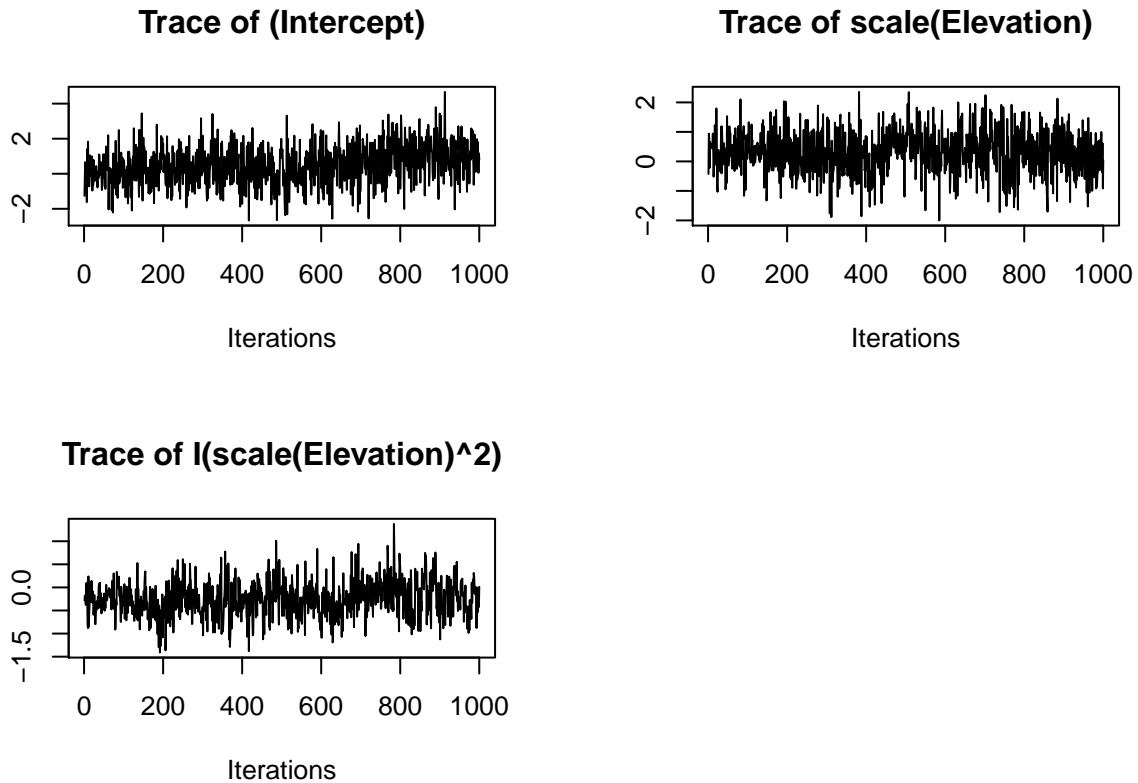 Trace of (Intercept)
2
−2
0 200 400 600 800 1000
Iterations
Trace of scale(Elevation)
2
0
−2
0 200 400 600 800 1000
Iterations
Trace of I(scale(Elevation)^2)
0.0
−1.5
0 200 400 600 800 1000
Iterations